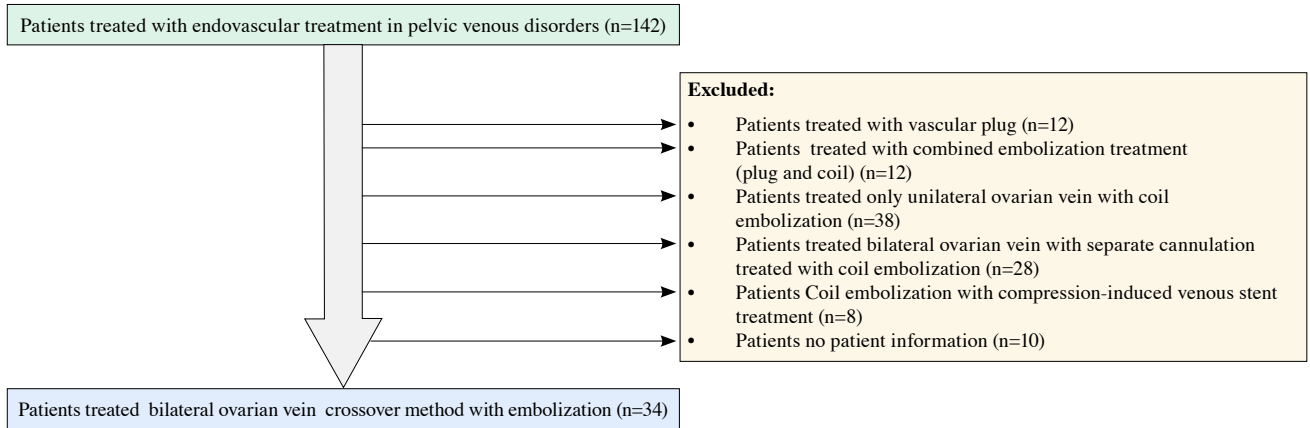 Patients treated with endovascular treatment in pelvic venous disorders (n=142)
Excluded:
• Patients treated with vascular plug (n=12)
• Patients treated with combined embolization treatment
(plug and coil) (n=12)
• Patients treated only unilateral ovarian vein with coil
embolization (n=38)
• Patients treated bilateral ovarian vein with separate cannulation
treated with coil embolization (n=28)
• Patients Coil embolization with compression-induced venous stent
treatment (n=8)
• Patients no patient information (n=10)
Patients treated bilateral ovarian vein crossover method with embolization (n=34)